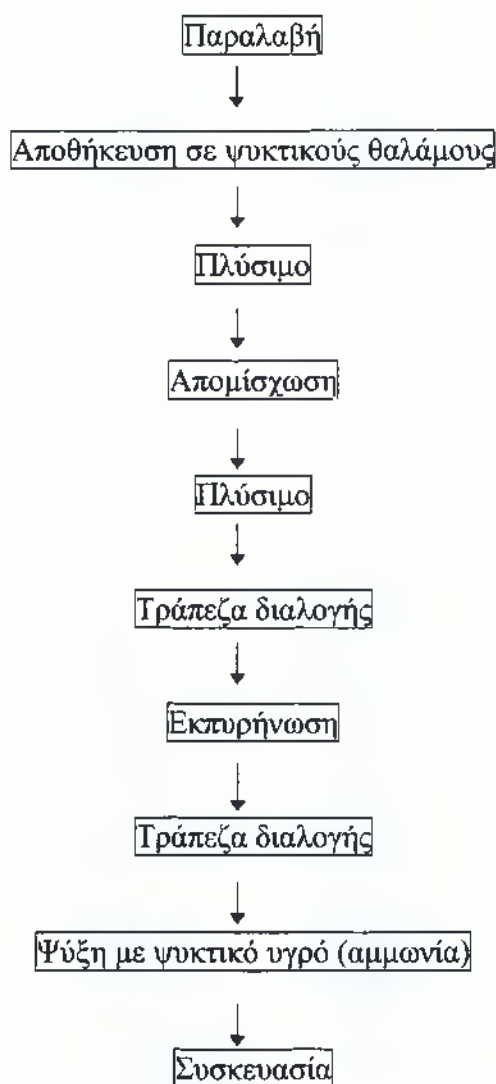 Παραλαβή
Αποθήκευση σε ψυκτικούς θαλάμους
Πλύσιμο
Απομίσχωση
Πλύσιμο
Τράπεζα διαλογής
Εκπυρήνωση
Τράπεζα διαλογής
Ψύξη με ψυκτικό υγρό (αμμωνία)
Συσκευασία